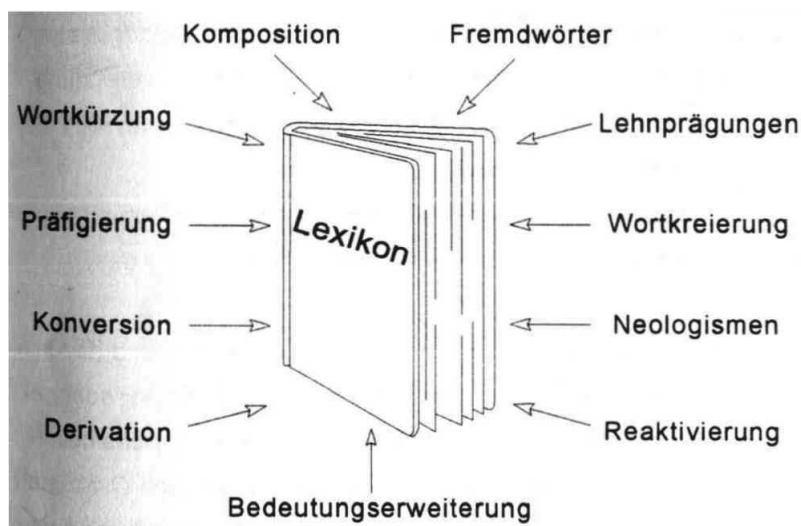 Komposition
Fremdwörter
Wortkürzung
Lehnprägungen
Präfigierung
Lexikon
Wortkreierung
Konversion
Neologismen
Derivation
Reaktivierung
Bedeutungserweiterung